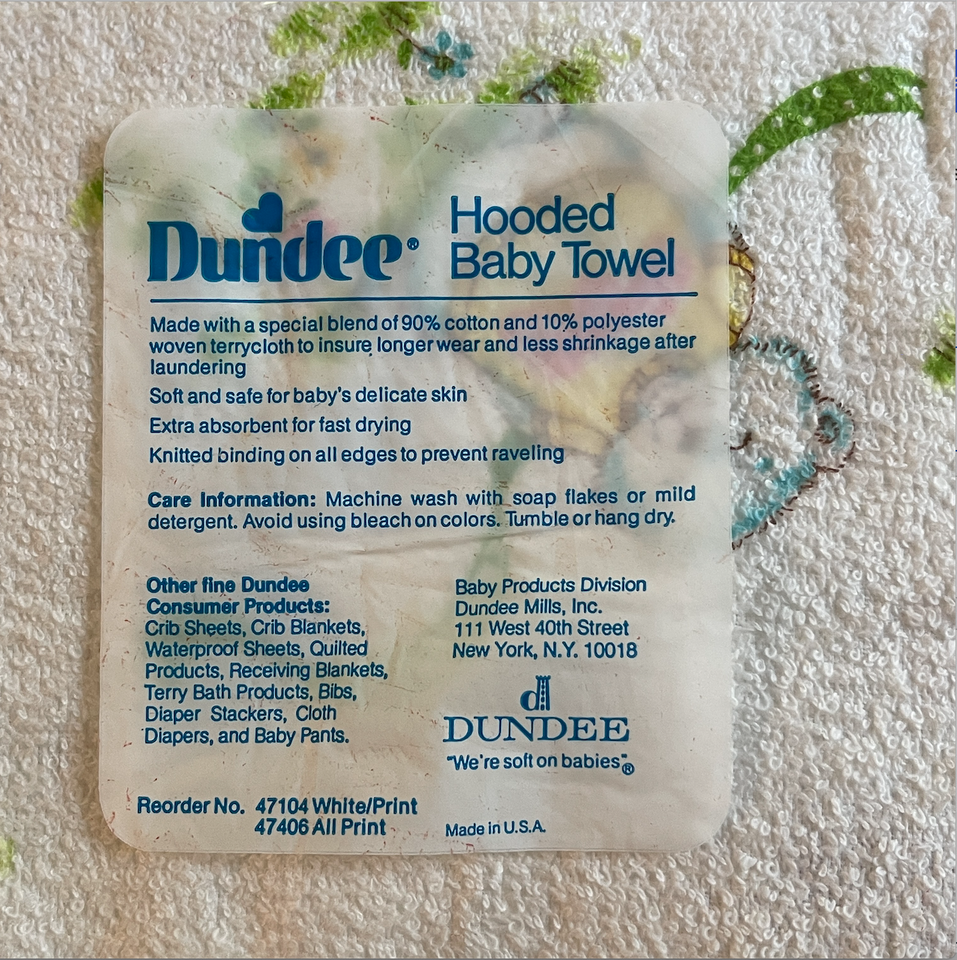 Dundee®
Hooded
Baby Towel
Made with a special blend of 90% cotton and 10% polyester
woven terrycloth to insure longer wear and less shrinkage after
laundering
Soft and safe for baby's delicate skin
Extra absorbent for fast drying
Knitted binding on all edges to prevent raveling
Care Information: Machine wash with soap flakes or mild
detergent. Avoid using bleach on colors. Tumble or hang dry.
Other fine Dundee
Consumer Products:
Crib Sheets, Crib Blankets,
Waterproof Sheets, Quilted
Products, Receiving Blankets,
Terry Bath Products, Bibs,
Diaper Stackers, Cloth
Diapers, and Baby Pants.
Baby Products Division
Dundee Mills, Inc.
111 West 40th Street
New York, N.Y. 10018
d
DUNDEE
"We're soft on babies"®
Reorder No. 47104 White/Print
47406 All Print
Made in U.S.A.